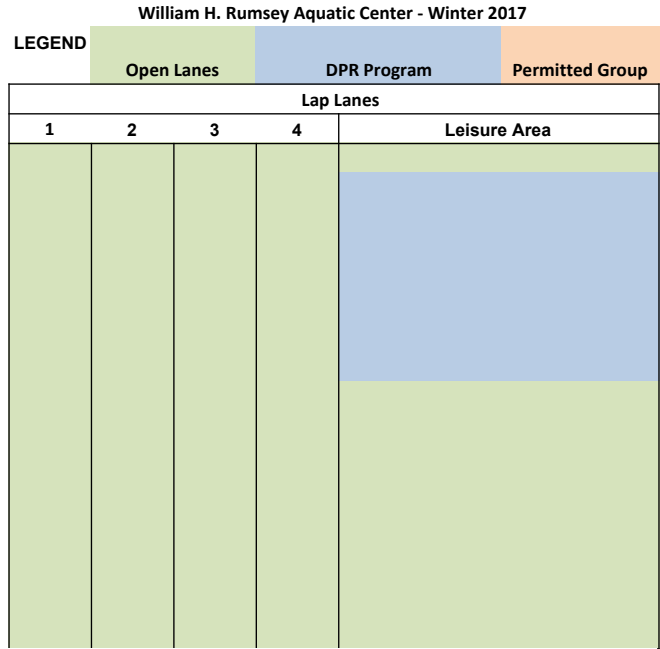 William H. Rumsey Aquatic Center - Winter 2017
LEGEND
Open Lanes DPR Program Permitted Group
Lap Lanes
1 2 3 4 Leisure Area